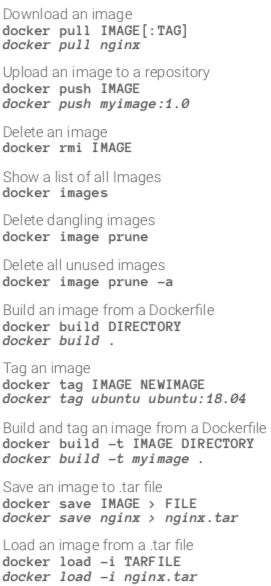 Download an image
docker pull IMAGE[:TAG]
docker pull nginx
Upload an image to a repository
docker push IMAGE
docker push myimage:1.0
Delete an image
docker rmi IMAGE
Show a list of all Images
docker images
Delete dangling images
docker image prune
Delete all unused images
docker image prune -a
Build an image from a Dockerfile
docker build DIRECTORY
docker build .
Tag an image
docker tag IMAGE NEWIMAGE
docker tag ubuntu ubuntu:18.04
Build and tag an image from a Dockerfile
docker build -t IMAGE DIRECTORY
docker build -t myimage .
Save an image to .tar file
docker save IMAGE > FILE
docker save nginx > nginx.tar
Load an image from a .tar file
docker load -i TARFILE
docker load -i nginx.tar